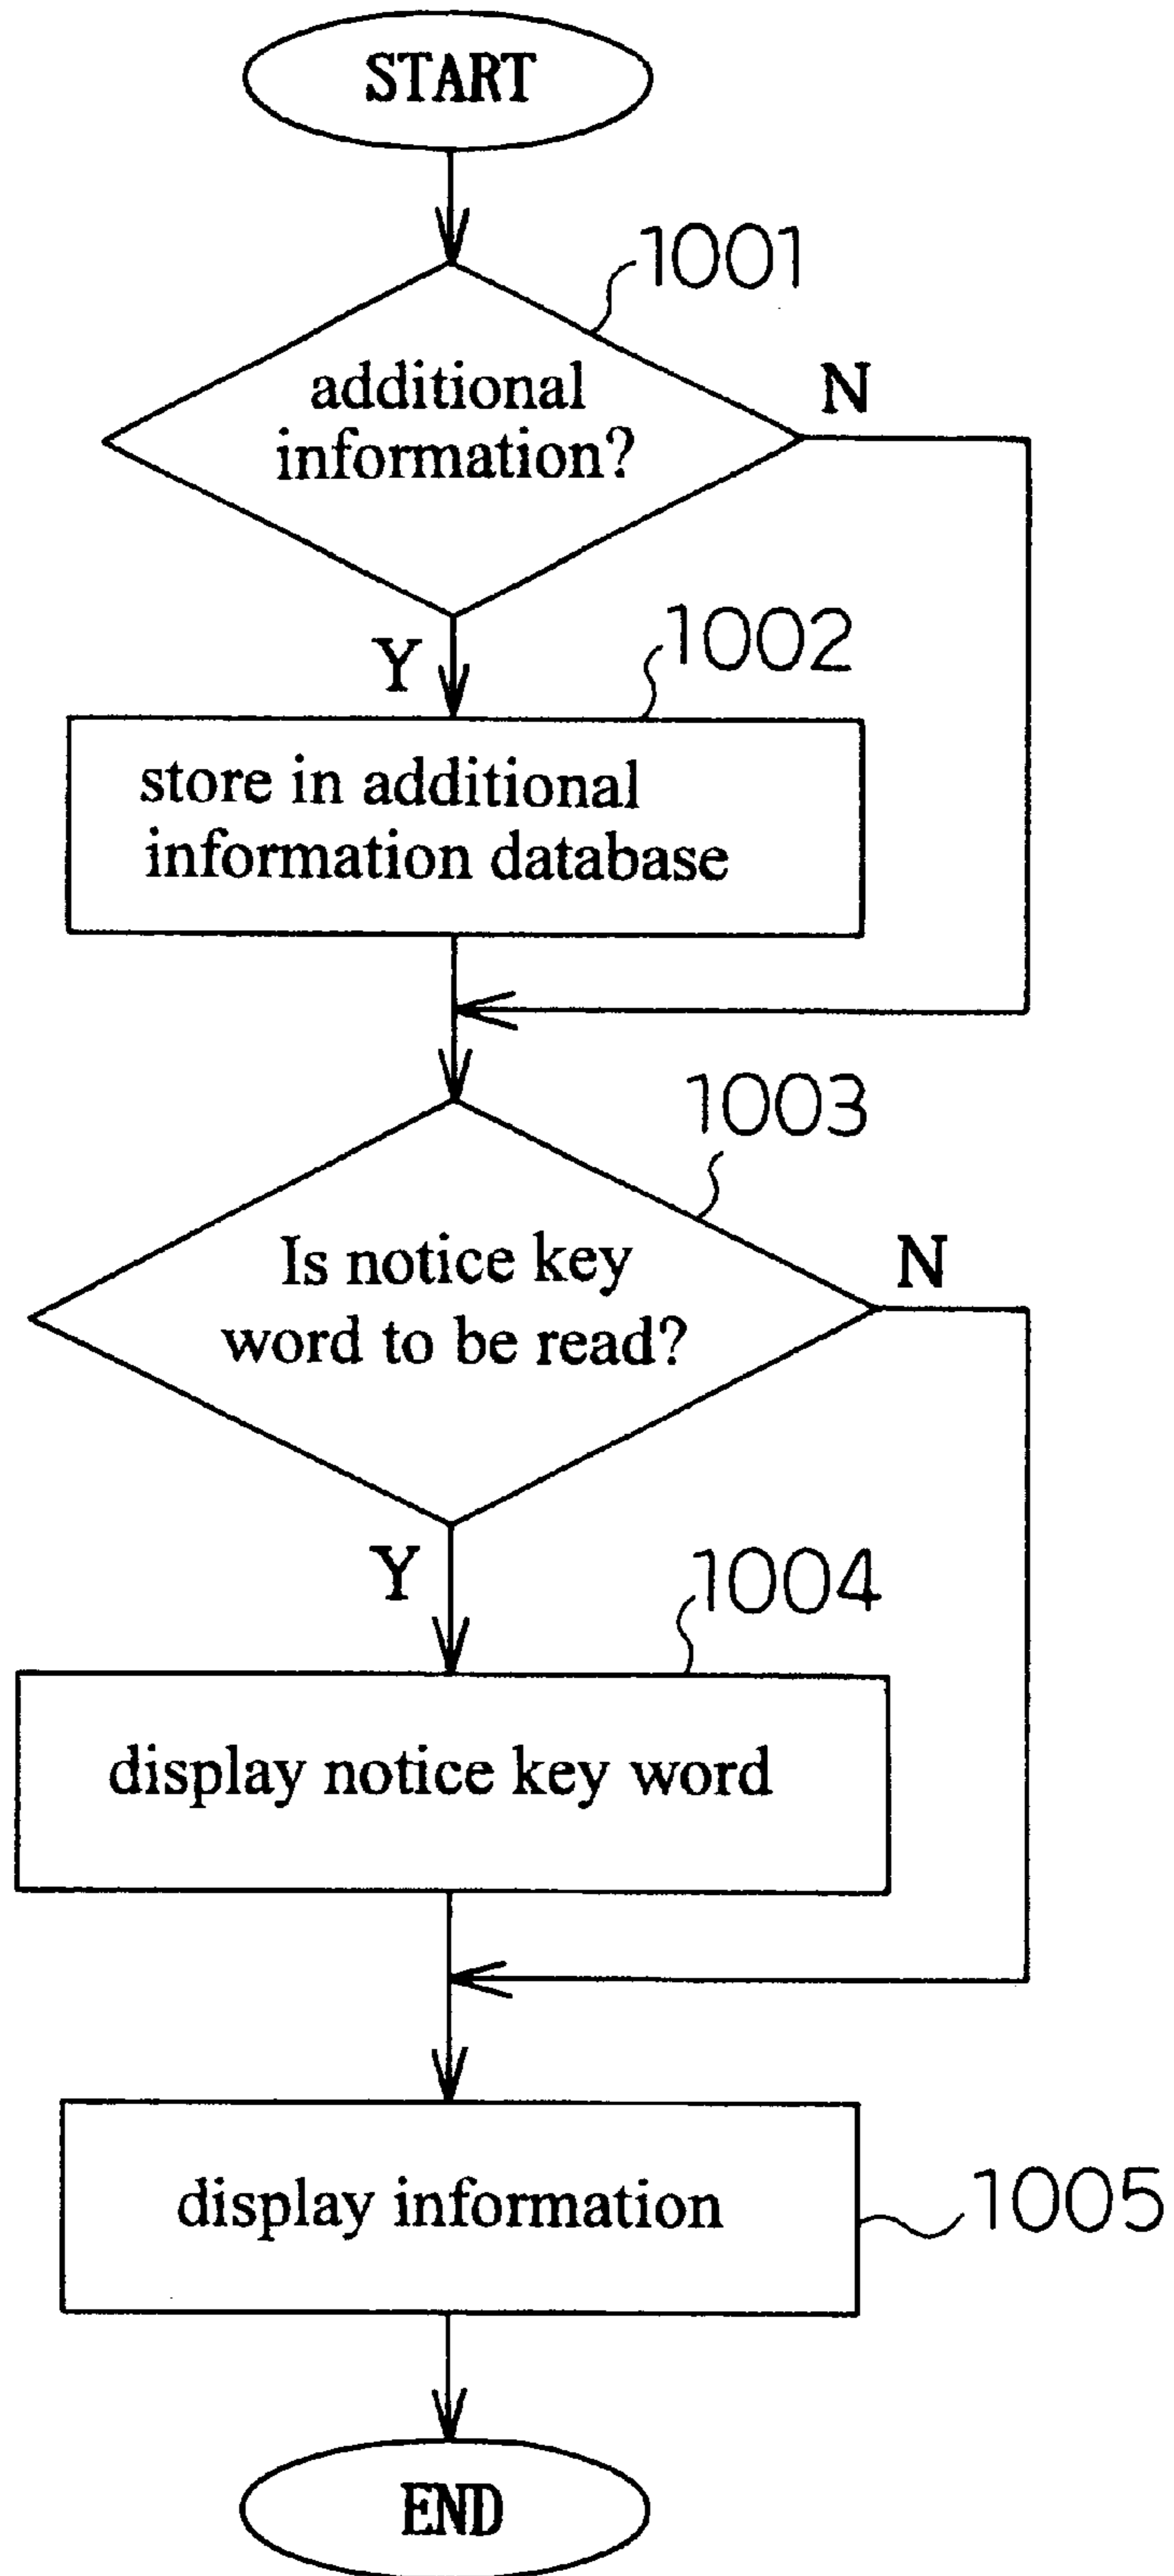 START
1001
additional
information?
N
Y
1002
store in additional
information database
1003
Is notice key
word to be read?
N
Y
1004
display notice key word
display information
1005
END